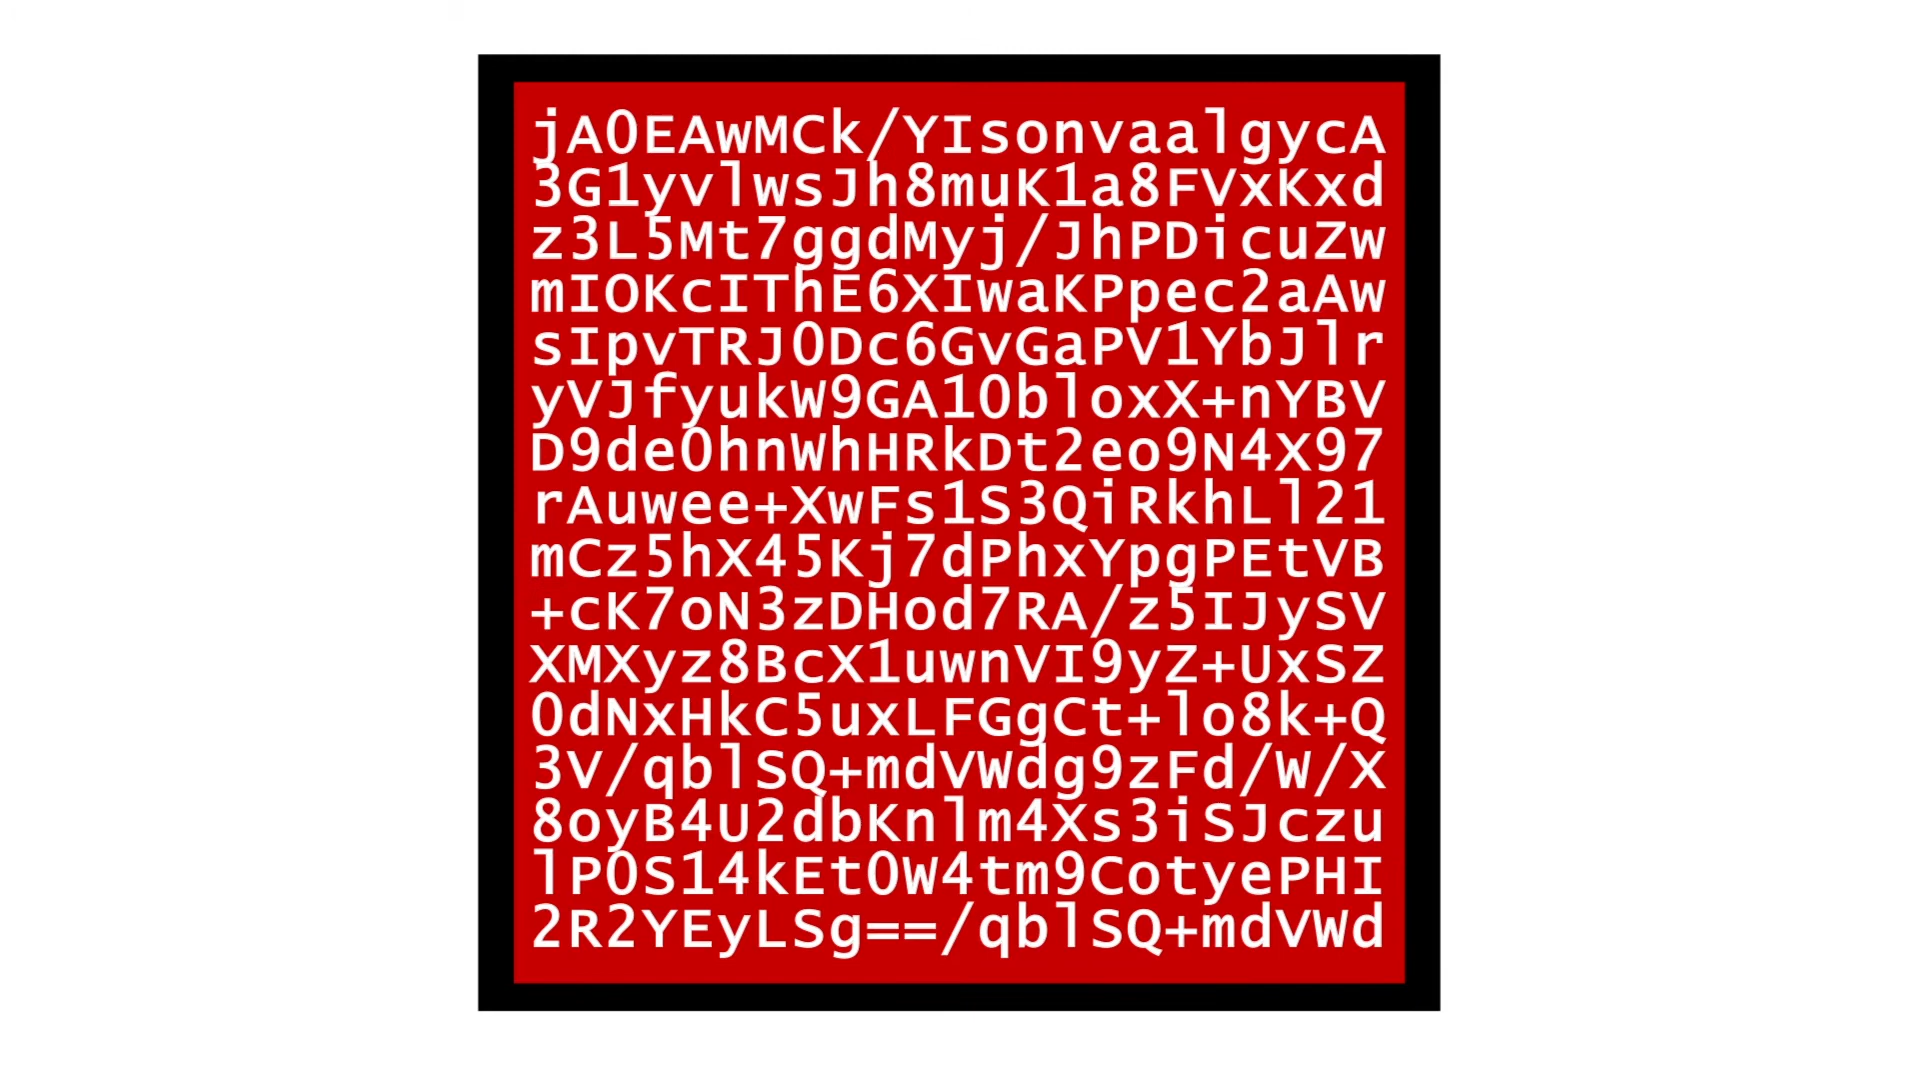 jA0EAwMCk/YIsonvaalgycA
3G1yvlwsJh8muK1a8FVxKxd
z3L5Mt7ggdMyj/JhPDicuZw
mIOKcIThE6XIwaKPpec2aAw
sIpvTRJ0Dc6GvGaPV1YbJlr
yVJfyukW9GA10bloxX+nYBV
D9de0hnWhHRkDt2eo9N4X97
rAuwee+XwFs1S3QiRkhLl21
mCz5hX45Kj7dPhxYpgPEtVB
+cK7oN3zDHod7RA/z5IJySV
XMXyz8BcX1uwnVI9yZ+UxSZ
0dNxHkC5uxLFGgCt+lo8k+Q
3V/qblSQ+mdVWdg9zFd/W/X
8oyB4U2dbKnlm4Xs3iSJczu
lP0S14kEt0W4tm9CotyePHI
2R2YEyLSg==/qblSQ+mdVWd